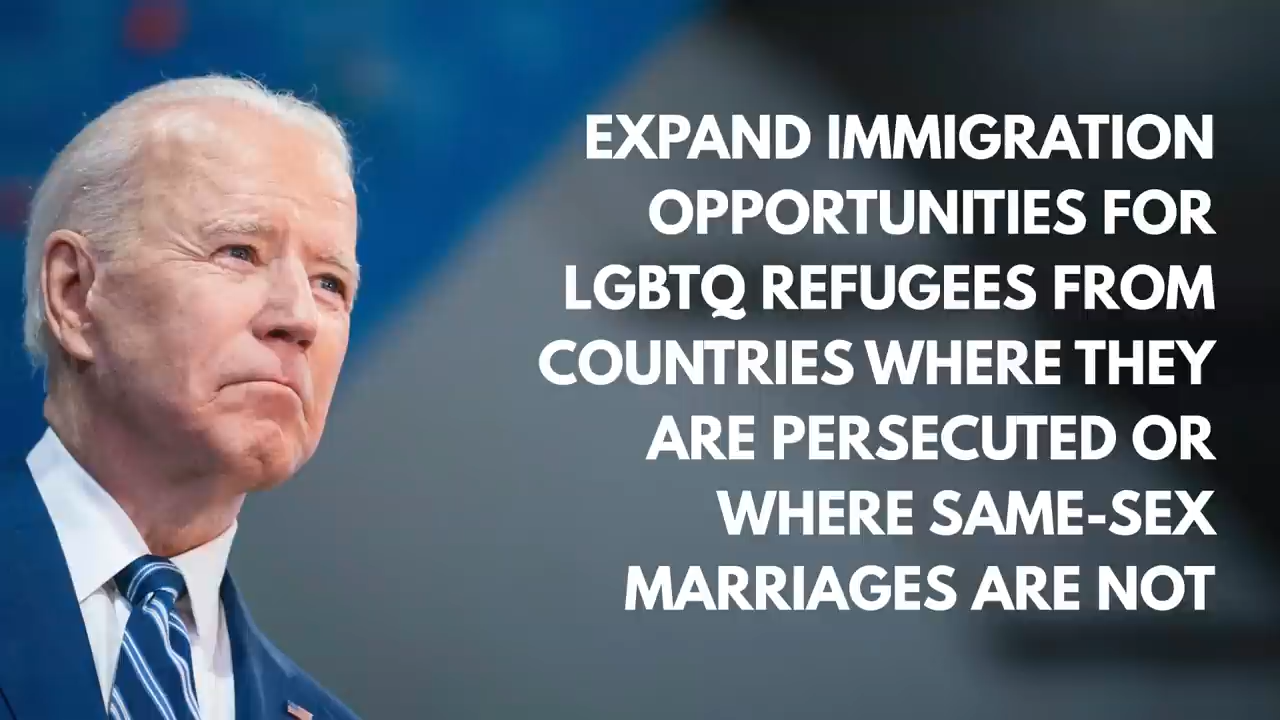 EXPAND IMMIGRATION
OPPORTUNITIES FOR
LGBTQ REFUGEES FROM
COUNTRIES WHERE THEY
ARE PERSECUTED OR
WHERE SAME-SEX
MARRIAGES ARE NOT